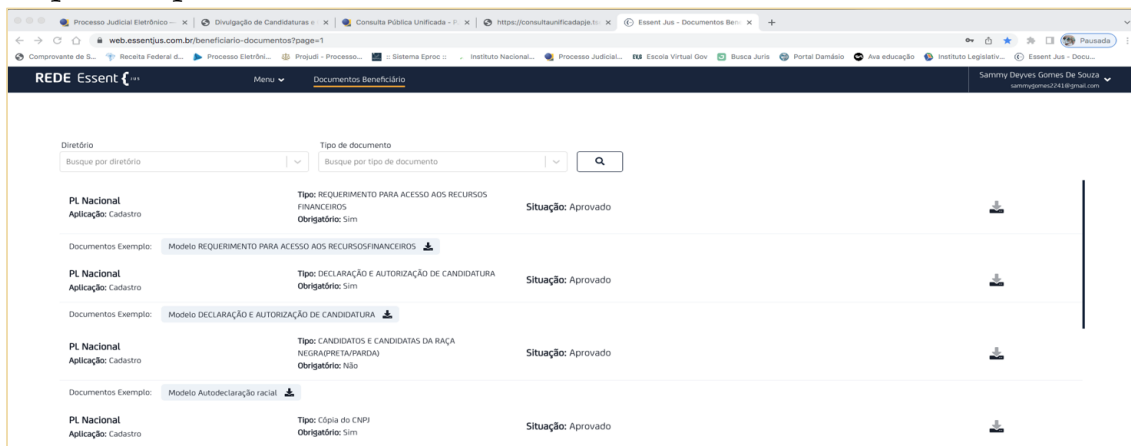 Processo Judicial Eletrônico —
Divulgação de Candidaturas e
Consulta Pública Unificada - P
https://consultaunificadapje.ts
Essent Jus - Documentos Bene
web.essentjus.com.br/beneficiario-documentos?page=1
Pausada
Comprovante de S...
Receita Federal d...
Processo Eletrôni...
Projudi - Processo...
:: Sistema Eproc ::
Instituto Nacional...
Processo Judicial...
Escola Virtual Gov
Busca Juris
Portal Damásio
Ava educação
Instituto Legislativ...
Essent Jus - Docu...
REDE Essent { JUS
Menu
Documentos Beneficiário
Sammy Deyves Gomes De Souza
sammygomes2241@gmail.com
Diretório
Tipo de documento
Busque por diretório
Busque por tipo de documento
PL Nacional
Aplicação: Cadastro
Tipo: REQUERIMENTO PARA ACESSO AOS RECURSOS
FINANCEIROS
Obrigatório: Sim
Situação: Aprovado
Documentos Exemplo: Modelo REQUERIMENTO PARA ACESSO AOS RECURSOSFINANCEIROS
PL Nacional
Aplicação: Cadastro
Tipo: DECLARAÇÃO E AUTORIZAÇÃO DE CANDIDATURA
Obrigatório: Sim
Situação: Aprovado
Documentos Exemplo: Modelo DECLARAÇÃO E AUTORIZAÇÃO DE CANDIDATURA
PL Nacional
Aplicação: Cadastro
Tipo: CANDIDATOS E CANDIDATAS DA RAÇA
NEGRA(PRETA/PARDA)
Obrigatório: Não
Situação: Aprovado
Documentos Exemplo: Modelo Autodeclaração racial
PL Nacional
Aplicação: Cadastro
Tipo: Cópia do CNPJ
Obrigatório: Sim
Situação: Aprovado